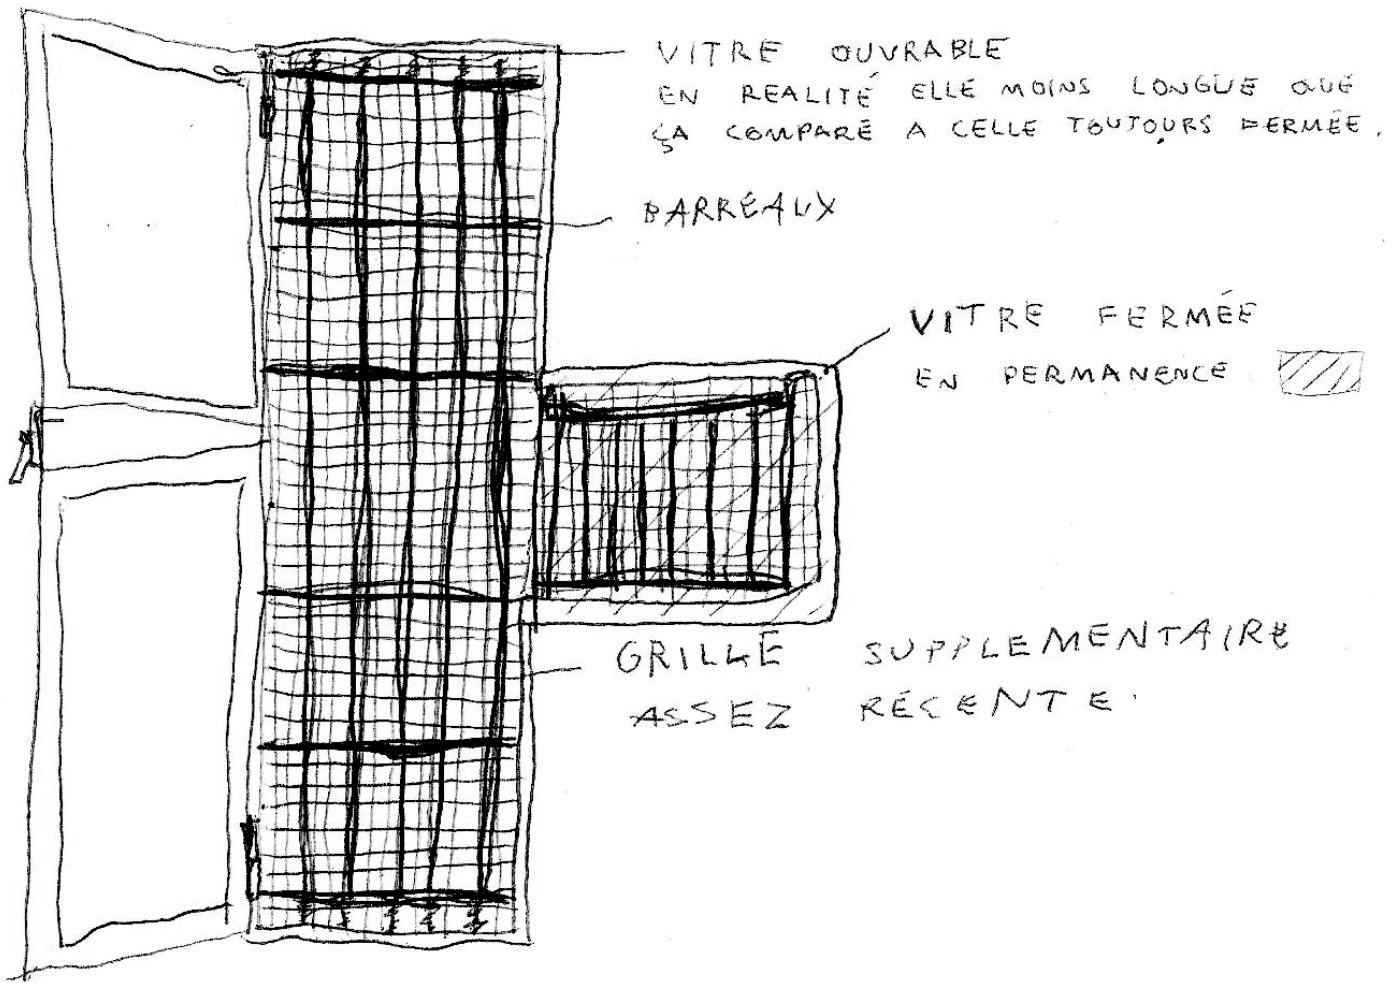 VITRE OUVRABLE
EN REALITÉ ELLE MOINS LONGUE QUE
ÇA COMPARÉ A CELLE TOUJOURS FERMÉE.
BARREAUX
VITRE FERMÉE
EN PERMANENCE
GRILLE SUPPLEMENTAIRE
ASSEZ RÉCENTE.